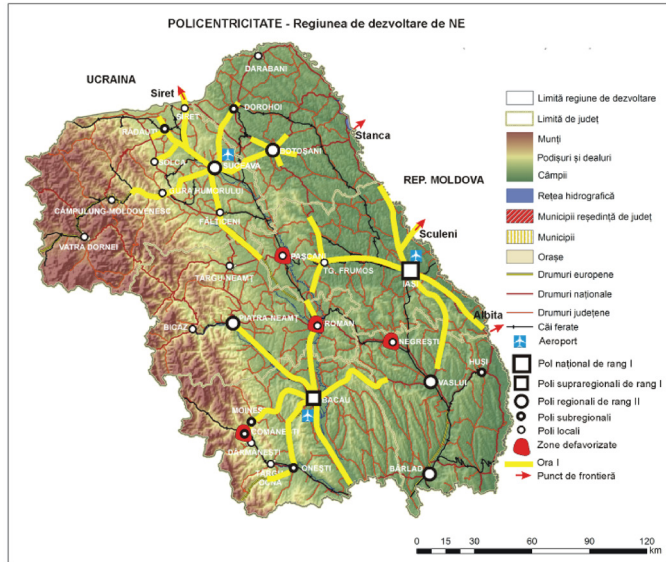 POLICENTRICITATE - Regiunea de dezvoltare de NE
UCRAINA
Siret
DARABANI
SIRET
DOROHOI
RĂDĂUȚI
Stanca
SOLCA
SUCEAVA
BOTOȘANI
REP. MOLDOVA
GURA HUMORULUI
CÂMPULUNG-MOLDOVENESC
FĂLTICENI
Sculeni
VATRA DORNEI
PAȘCANI
TÂRGU-NEAMȚ
TG. FRUMOS
IAȘI
Albita
PIATRA-NEAMȚ
ROMAN
BICAZ
NEGREȘTI
HUȘI
VASLUI
BACĂU
MOINEȘTI
COMĂNEȘTI
DĂRMĂNEȘTI
TÂRGU
OCNA
ONEȘTI
BÂRLAD
Limită regiune de dezvoltare
Limită de județ
Munți
Podișuri și dealuri
Câmpii
Rețea hidrografică
Municipii reședință de județ
Municipii
Orașe
Drumuri europene
Drumuri naționale
Drumuri județene
Căi ferate
Aeroport
Pol național de rang I
Poli supraregionali de rang I
Poli regionali de rang II
Poli subregionali
Poli locali
Zone defavorizate
Ora I
Punct de frontieră
0 15 30 60 90 120
km